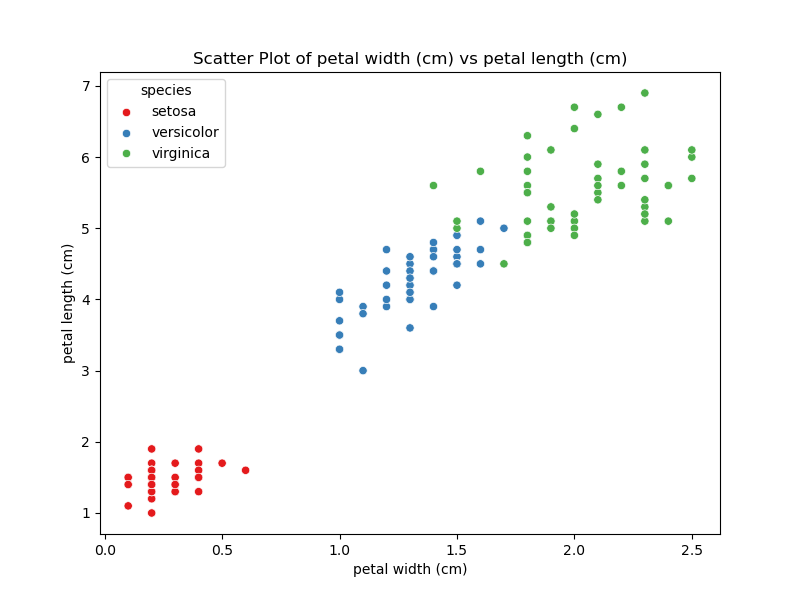 Scatter Plot of petal width (cm) vs petal length (cm)
species
setosa
versicolor
virginica
7
6
5
4
3
2
1
petal length (cm)
0.0 0.5 1.0 1.5 2.0 2.5
petal width (cm)